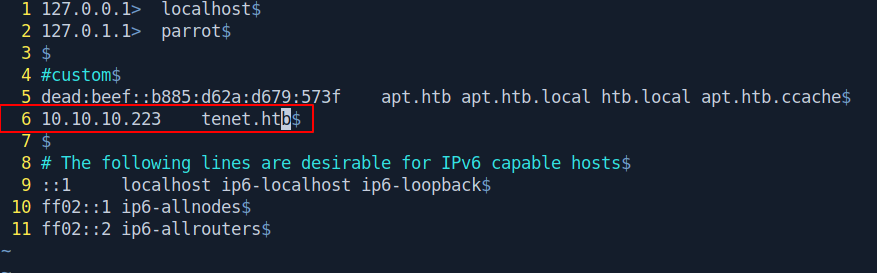 1 127.0.0.1>  localhost$
2 127.0.1.1>  parrot$
3 $
4 #custom$
5 dead:beef::b885:d62a:d679:573f    apt.htb apt.htb.local htb.local apt.htb.ccache$
6 10.10.10.223    tenet.htb$
7 $
8 # The following lines are desirable for IPv6 capable hosts$
9 ::1     localhost ip6-localhost ip6-loopback$
10 ff02::1 ip6-allnodes$
11 ff02::2 ip6-allrouters$
~
~